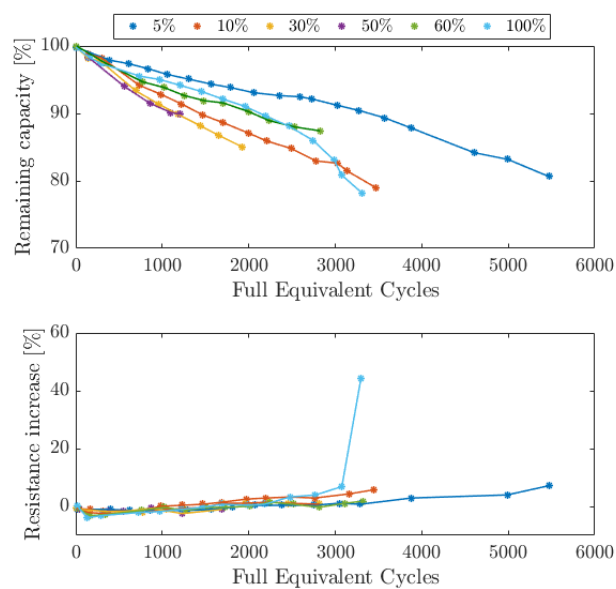 5% 10% 30% 50% 60% 100%
100
90
80
70
Remaining capacity [%]
0 1000 2000 3000 4000 5000 6000
Full Equivalent Cycles
60
40
20
0
Resistance increase [%]
0 1000 2000 3000 4000 5000 6000
Full Equivalent Cycles